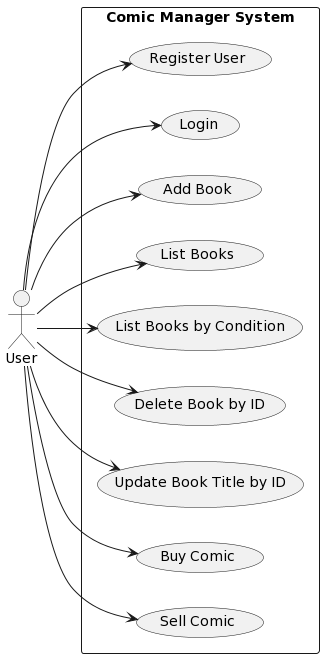 Comic Manager System
Register User
Login
Add Book
List Books
List Books by Condition
User
Delete Book by ID
Update Book Title by ID
Buy Comic
Sell Comic